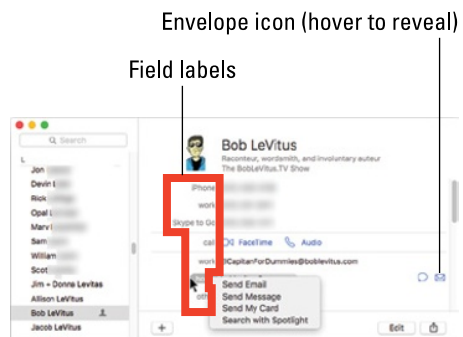 Envelope icon (hover to reveal)
Field labels
Search
L
Jon
Devin L
Rick
Opal L
Marv
Sam
William
Scot
Jim + Donna Levitas
Allison LeVitus
Bob LeVitus
Jacob LeVitus
Bob LeVitus
Raconteur, wordsmith, and involuntary auteur
The BobLeVitus.TV Show
iPhone
work
Skype to Go
call FaceTime Audio
work ICapitanForDummies@boblevitus.com
oth
Send Email
Send Message
Send My Card
Search with Spotlight
+
Edit